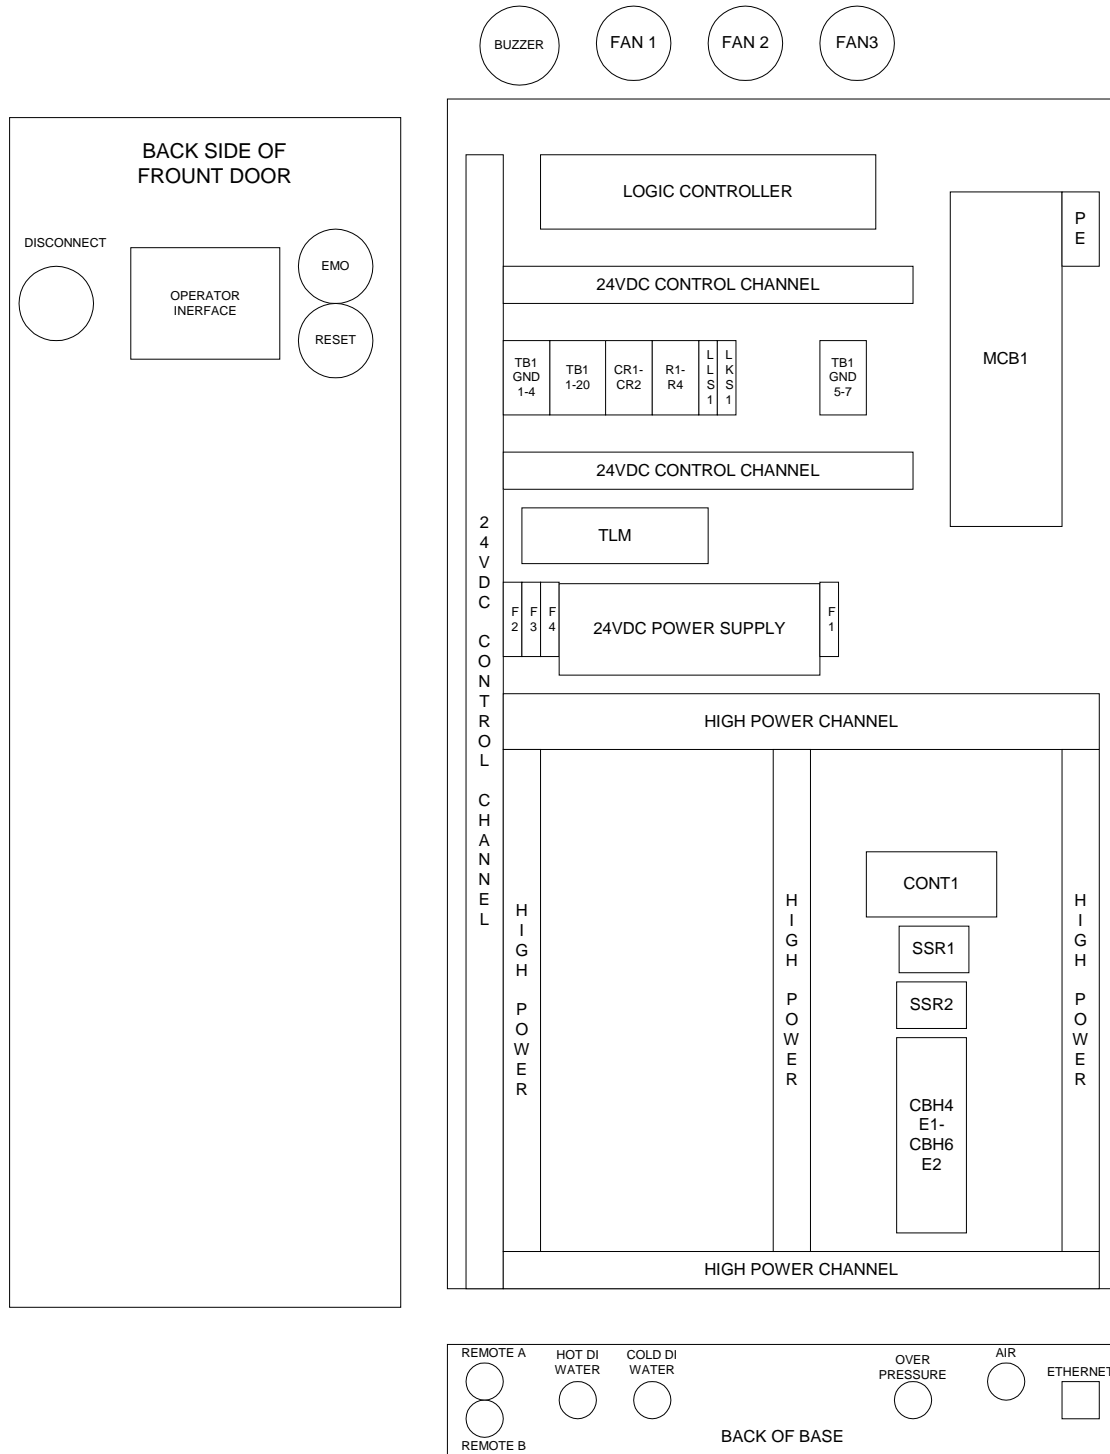 BUZZER
FAN 1
FAN 2
FAN3
BACK SIDE OF
FROUNT DOOR
DISCONNECT
OPERATOR
INERFACE
EMO
RESET
LOGIC CONTROLLER
P
E
24VDC CONTROL CHANNEL
MCB1
TB1
GND
1-4
TB1
1-20
CR1-
CR2
R1-
R4
L
L
S
1
L
K
S
1
TB1
GND
5-7
24VDC CONTROL CHANNEL
2
4
V
D
C
C
O
N
T
R
O
L
C
H
A
N
N
E
L
TLM
F
2
F
3
F
4
24VDC POWER SUPPLY
F
1
HIGH POWER CHANNEL
H
I
G
H
P
O
W
E
R
H
I
G
H
P
O
W
E
R
CONT1
SSR1
SSR2
CBH4
E1-
CBH6
E2
H
I
G
H
P
O
W
E
R
HIGH POWER CHANNEL
REMOTE A
REMOTE B
HOT DI
WATER
COLD DI
WATER
OVER
PRESSURE
AIR
ETHERNET
BACK OF BASE